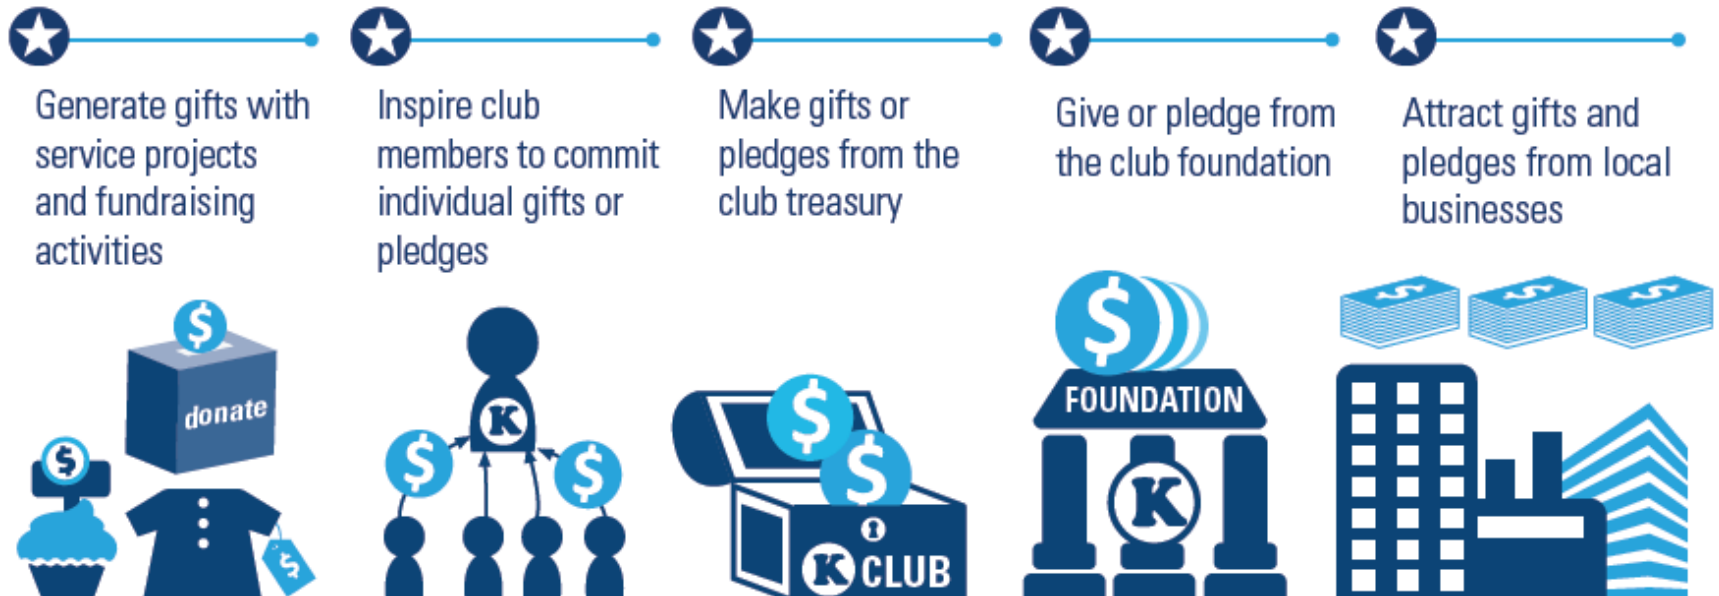 Generate gifts with
service projects
and fundraising
activities
Inspire club
members to commit
individual gifts or
pledges
Make gifts or
pledges from the
club treasury
Give or pledge from
the club foundation
Attract gifts and
pledges from local
businesses
$
donate
$
$
K
$
$
$
$
K CLUB
$
FOUNDATION
K
$
$
$